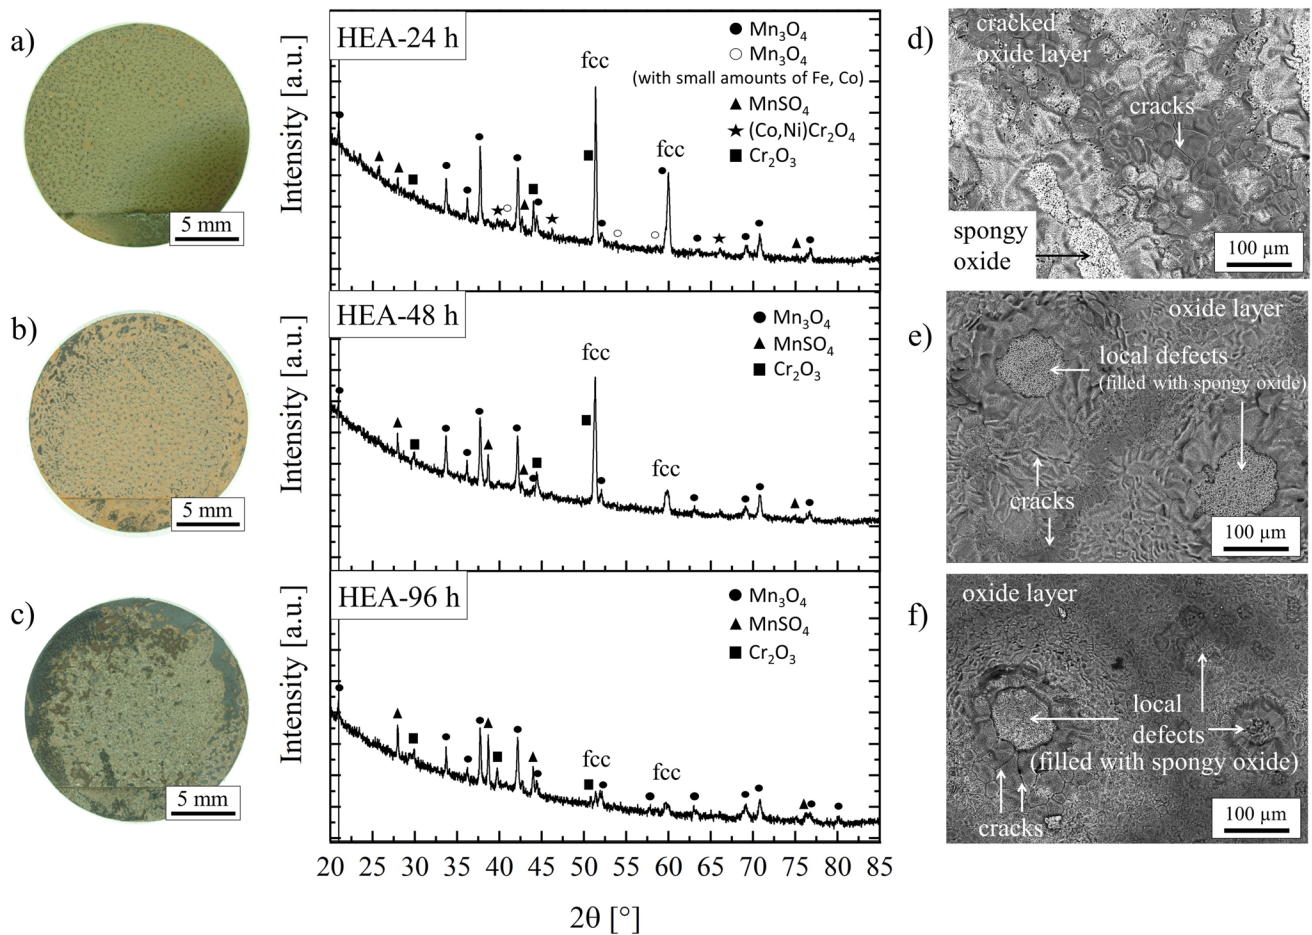 a)
5 mm
HEA-24 h
Intensity [a.u.]
fcc
fcc
● Mn₃O₄
○ Mn₃O₄
(with small amounts of Fe, Co)
▲ MnSO₄
★ (Co,Ni)Cr₂O₄
■ Cr₂O₃
d)
cracked
oxide layer
cracks
spongy
oxide
100 µm
b)
5 mm
HEA-48 h
Intensity [a.u.]
fcc
fcc
● Mn₃O₄
▲ MnSO₄
■ Cr₂O₃
e)
oxide layer
local defects
(filled with spongy oxide)
cracks
100 µm
c)
5 mm
HEA-96 h
Intensity [a.u.]
fcc
fcc
● Mn₃O₄
▲ MnSO₄
■ Cr₂O₃
20 25 30 35 40 45 50 55 60 65 70 75 80 85
2θ [°]
f)
oxide layer
local
defects
(filled with spongy oxide)
cracks
100 µm